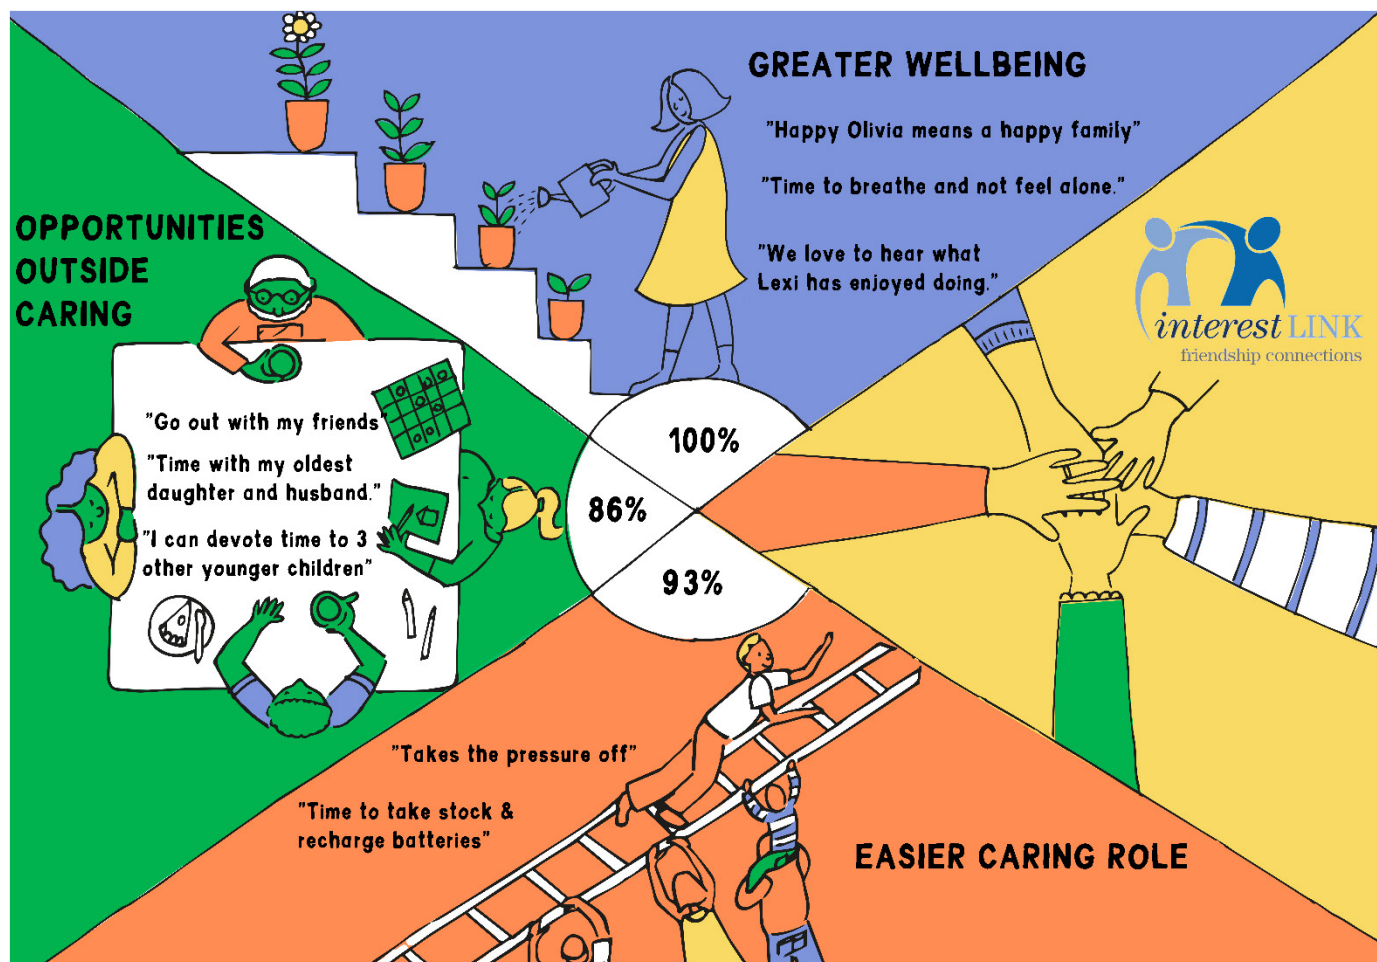 GREATER WELLBEING
"Happy Olivia means a happy family"
"Time to breathe and not feel alone."
"We love to hear what
Lexi has enjoyed doing."
OPPORTUNITIES
OUTSIDE
CARING
"Go out with my friends"
"Time with my oldest
daughter and husband."
"I can devote time to 3
other younger children"
interest LINK
friendship connections
100%
86%
93%
"Takes the pressure off"
"Time to take stock &
recharge batteries"
EASIER CARING ROLE